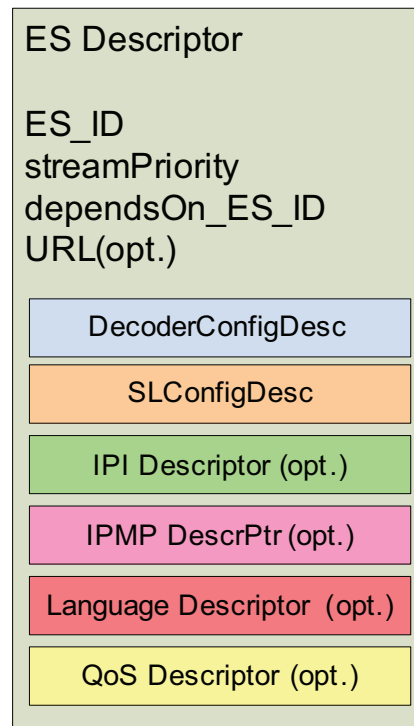 ES Descriptor
ES_ID
streamPriority
dependsOn_ES_ID
URL(opt.)
DecoderConfigDesc
SLConfigDesc
IPI Descriptor (opt.)
IPMP DescrPtr (opt.)
Language Descriptor (opt.)
QoS Descriptor (opt.)